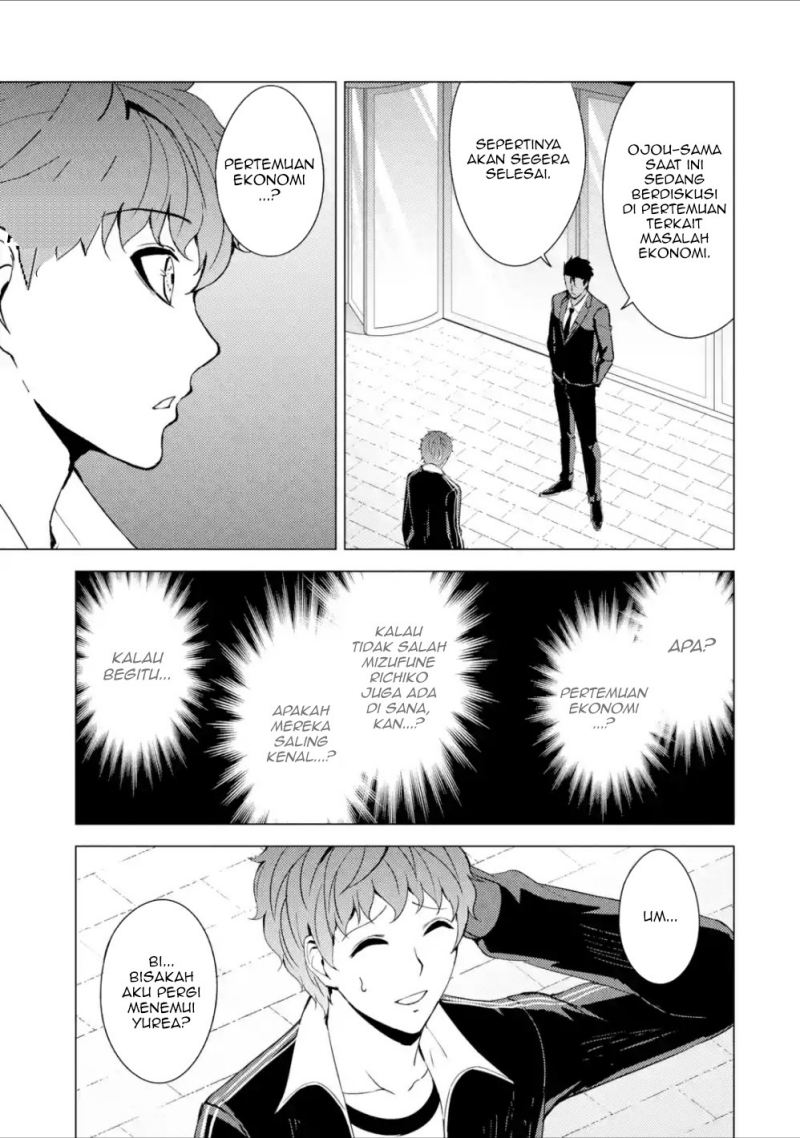 OJOU-SAMA
SAAT INI
SEDANG
BERDISKUSI
DI PERTEMUAN
TERKAIT
MASALAH
EKONOMI.
SEPERTINYA
AKAN SEGERA
SELESAI.
PERTEMUAN
EKONOMI
...?
APA?
PERTEMUAN
EKONOMI
...?
KALAU
TIDAK SALAH
MIZUFUNE
RICHIKO
JUGA ADA
DI SANA,
KAN...?
APAKAH
MEREKA
SALING
KENAL...?
KALAU
BEGITU...
UM...
BI...
BISAKAH
AKU PERGI
MENEMUI
YUREA?